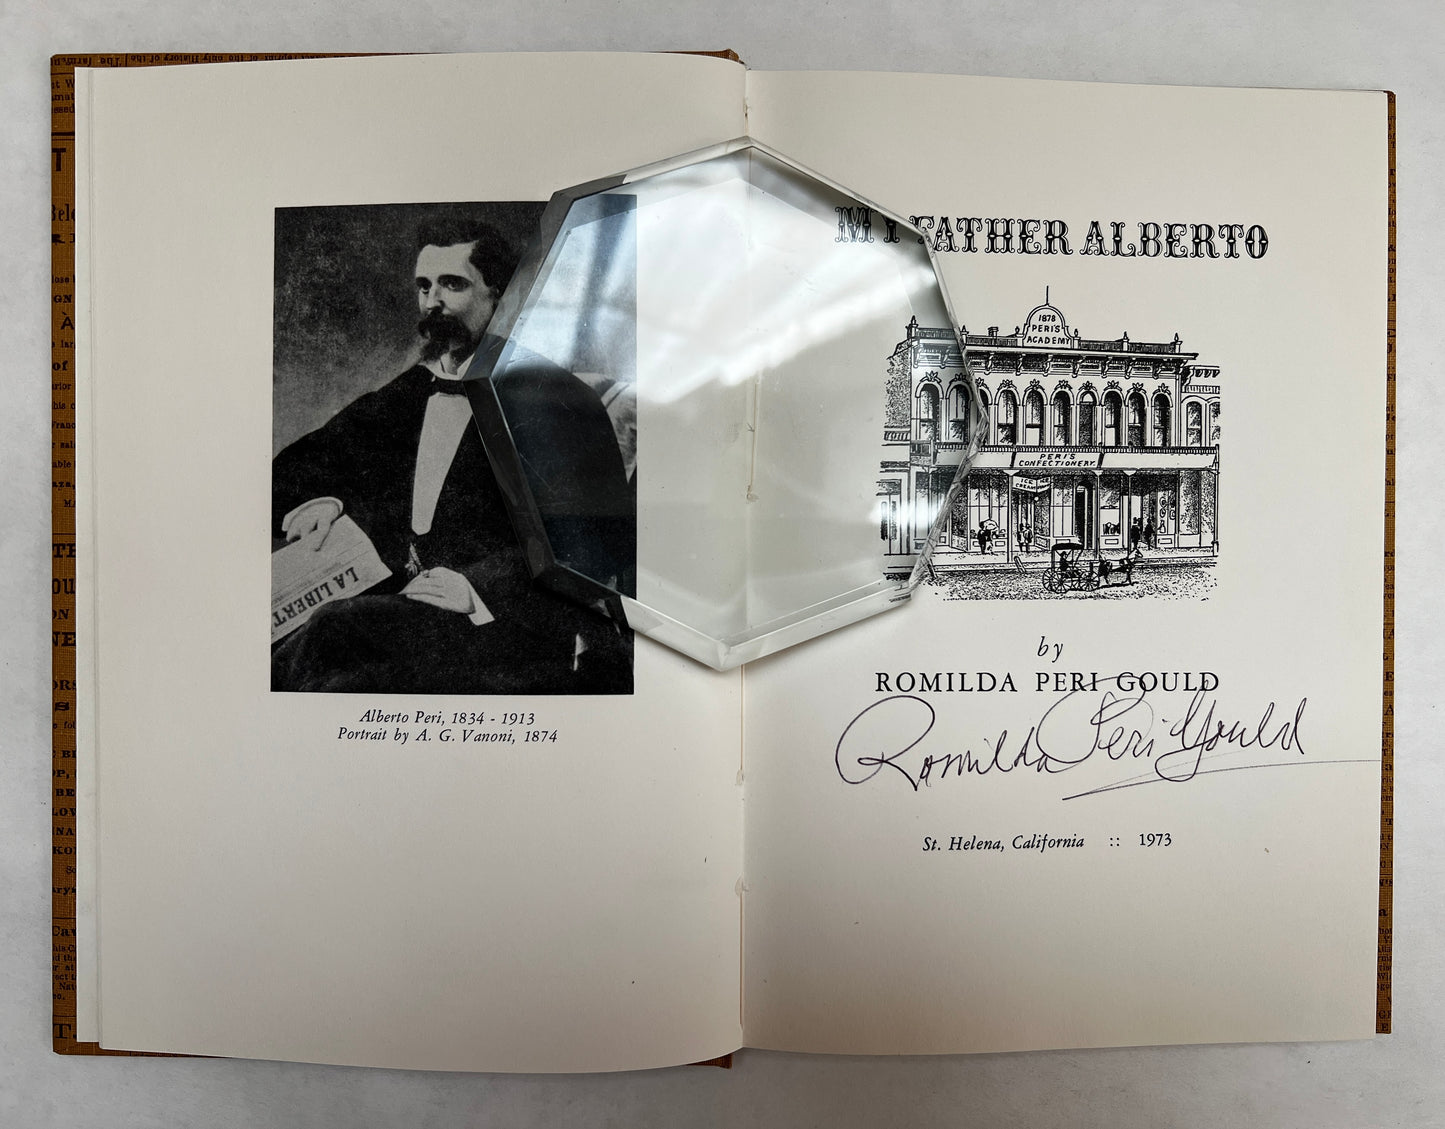 LA LIBERT
Alberto Peri, 1834 - 1913
Portrait by A. G. Vanoni, 1874
MY FATHER ALBERTO
1878
PERI'S
ACADEMY
PERI'S
CONFECTIONERY.
ICE
CREAM
by
ROMILDA PERI GOULD
Romilda Peri Gould
St. Helena, California :: 1973